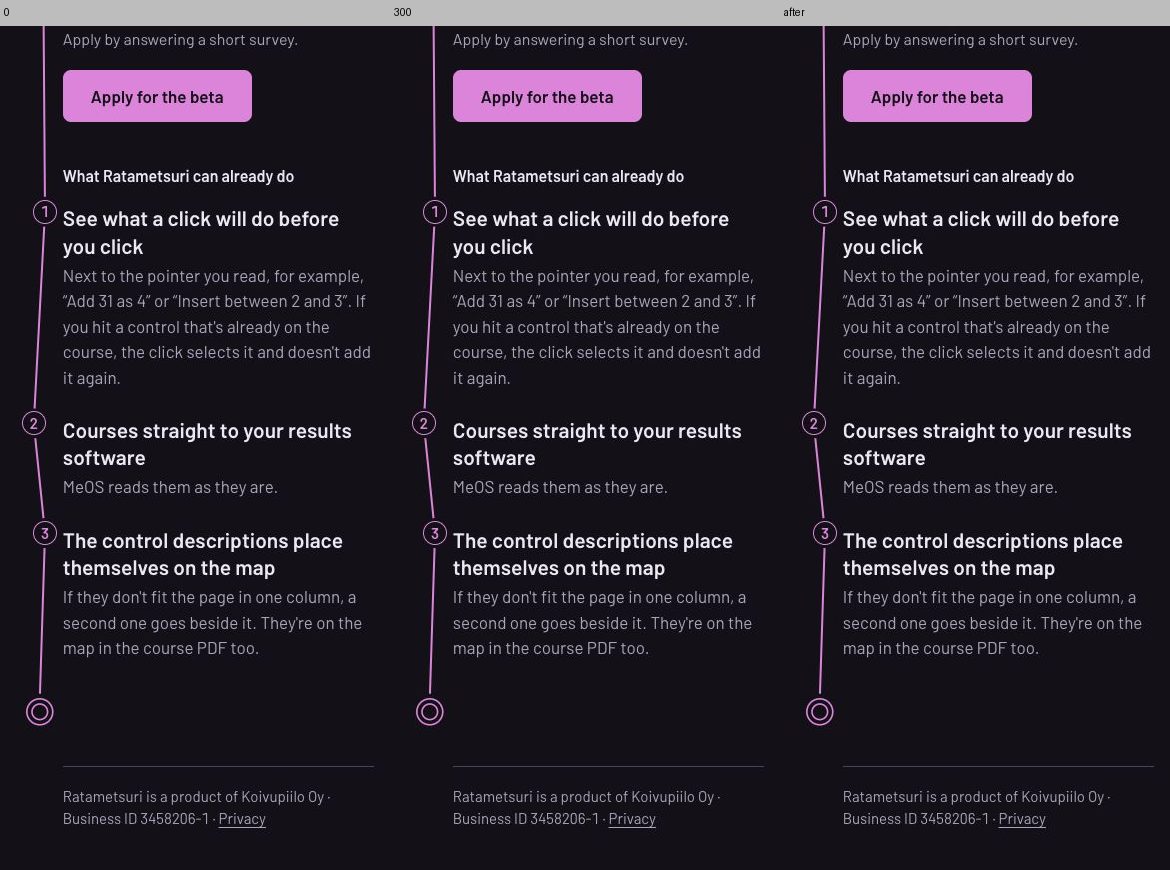 0
300
after
Apply by answering a short survey.
Apply for the beta
What Ratametsuri can already do
1
See what a click will do before
you click
Next to the pointer you read, for example,
“Add 31 as 4” or “Insert between 2 and 3”. If
you hit a control that's already on the
course, the click selects it and doesn't add
it again.
2
Courses straight to your results
software
MeOS reads them as they are.
3
The control descriptions place
themselves on the map
If they don't fit the page in one column, a
second one goes beside it. They're on the
map in the course PDF too.
Ratametsuri is a product of Koivupiilo Oy ·
Business ID 3458206-1 · Privacy
Apply by answering a short survey.
Apply for the beta
What Ratametsuri can already do
1
See what a click will do before
you click
Next to the pointer you read, for example,
“Add 31 as 4” or “Insert between 2 and 3”. If
you hit a control that's already on the
course, the click selects it and doesn't add
it again.
2
Courses straight to your results
software
MeOS reads them as they are.
3
The control descriptions place
themselves on the map
If they don't fit the page in one column, a
second one goes beside it. They're on the
map in the course PDF too.
Ratametsuri is a product of Koivupiilo Oy ·
Business ID 3458206-1 · Privacy
Apply by answering a short survey.
Apply for the beta
What Ratametsuri can already do
1
See what a click will do before
you click
Next to the pointer you read, for example,
“Add 31 as 4” or “Insert between 2 and 3”. If
you hit a control that's already on the
course, the click selects it and doesn't add
it again.
2
Courses straight to your results
software
MeOS reads them as they are.
3
The control descriptions place
themselves on the map
If they don't fit the page in one column, a
second one goes beside it. They're on the
map in the course PDF too.
Ratametsuri is a product of Koivupiilo Oy ·
Business ID 3458206-1 · Privacy